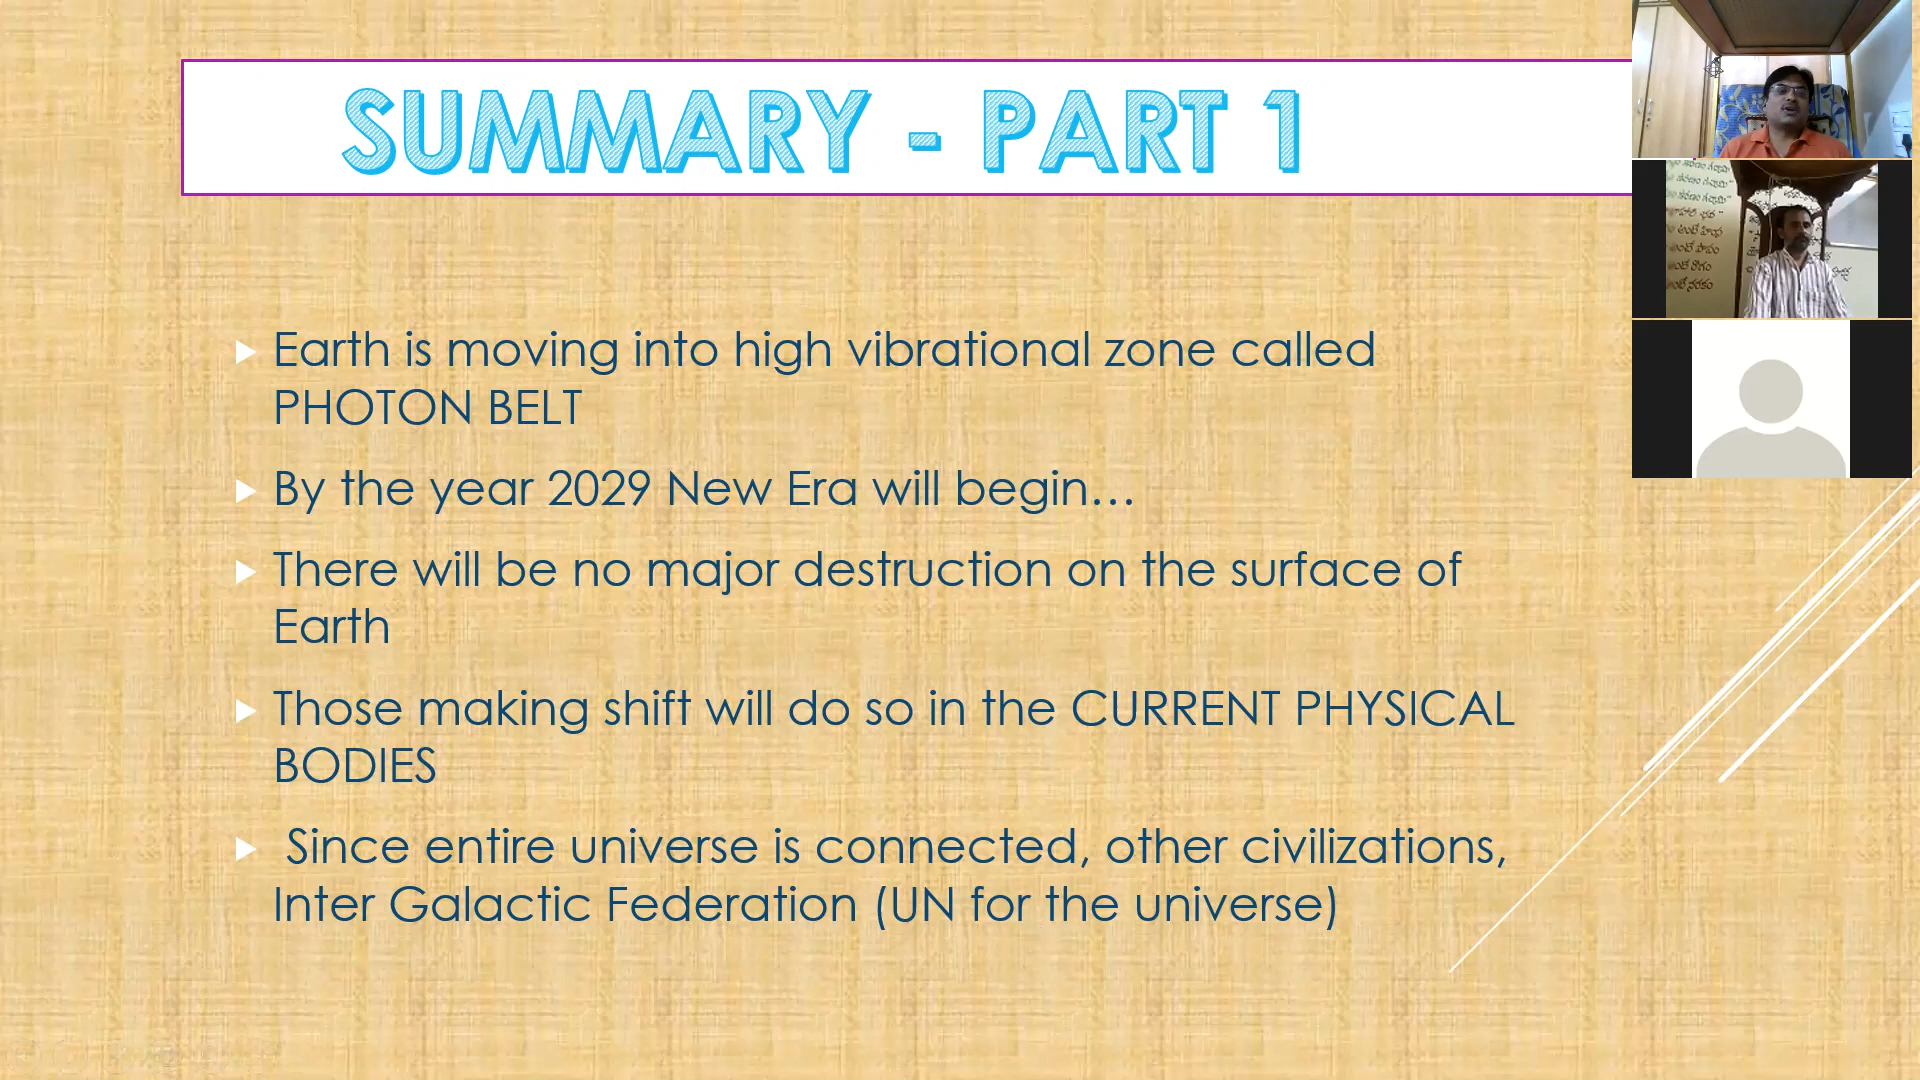 SUMMARY - PART 1
Earth is moving into high vibrational zone called
PHOTON BELT
By the year 2029 New Era will begin...
There will be no major destruction on the surface of
Earth
Those making shift will do so in the CURRENT PHYSICAL
BODIES
Since entire universe is connected, other civilizations,
Inter Galactic Federation (UN for the universe)